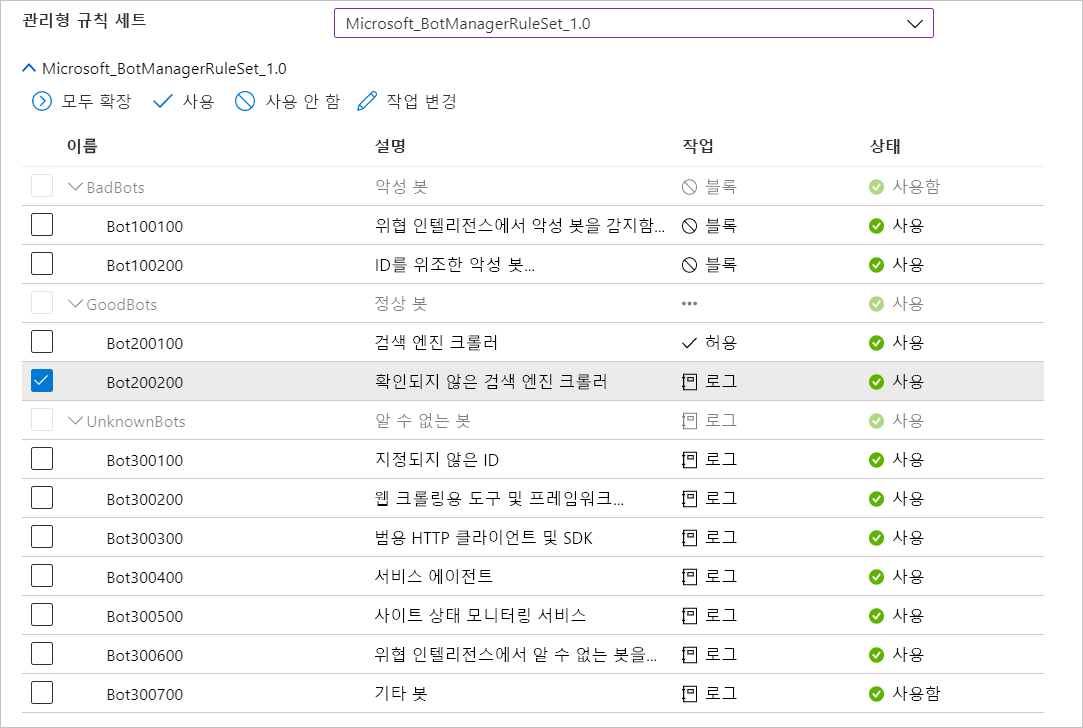 관리형 규칙 세트 Microsoft_BotManagerRuleSet_1.0
Microsoft_BotManagerRuleSet_1.0
모두 확장 사용 사용 안 함 작업 변경
이름 설명 작업 상태
BadBots 악성 봇 블록 사용함
Bot100100 위협 인텔리전스에서 악성 봇을 감지함... 블록 사용
Bot100200 ID를 위조한 악성 봇... 블록 사용
GoodBots 정상 봇 ••• 사용
Bot200100 검색 엔진 크롤러 허용 사용
Bot200200 확인되지 않은 검색 엔진 크롤러 로그 사용
UnknownBots 알 수 없는 봇 로그 사용
Bot300100 지정되지 않은 ID 로그 사용
Bot300200 웹 크롤링용 도구 및 프레임워크... 로그 사용
Bot300300 범용 HTTP 클라이언트 및 SDK 로그 사용
Bot300400 서비스 에이전트 로그 사용
Bot300500 사이트 상태 모니터링 서비스 로그 사용
Bot300600 위협 인텔리전스에서 알 수 없는 봇을... 로그 사용
Bot300700 기타 봇 로그 사용함